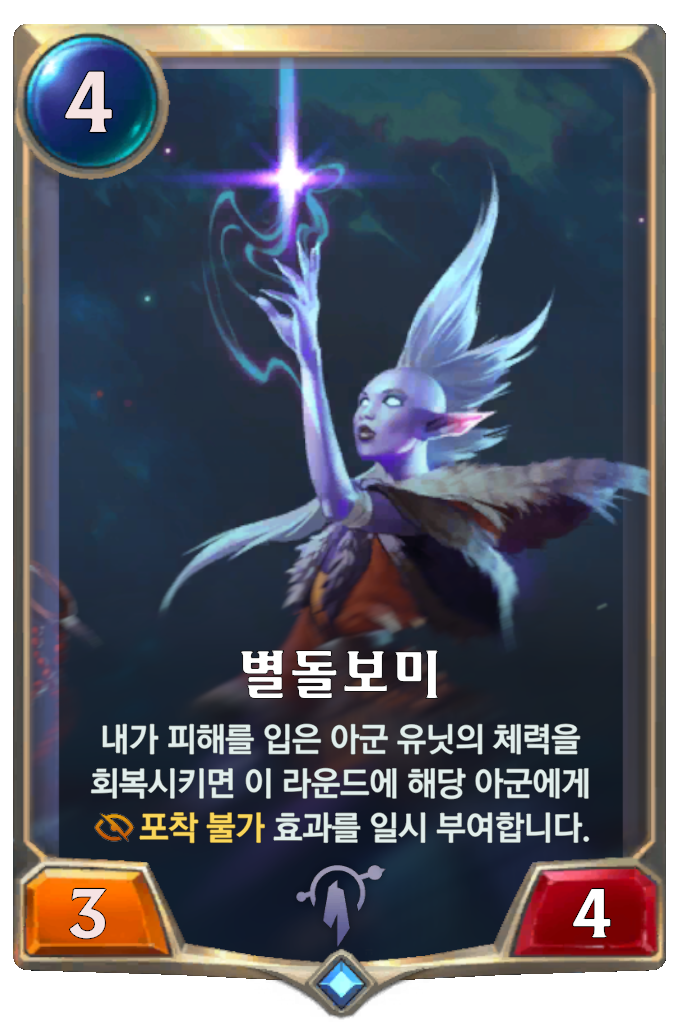 4
별돌보미
내가 피해를 입은 아군 유닛의 체력을
회복시키면 이 라운드에 해당 아군에게
포착 불가 효과를 일시 부여합니다.
3
4